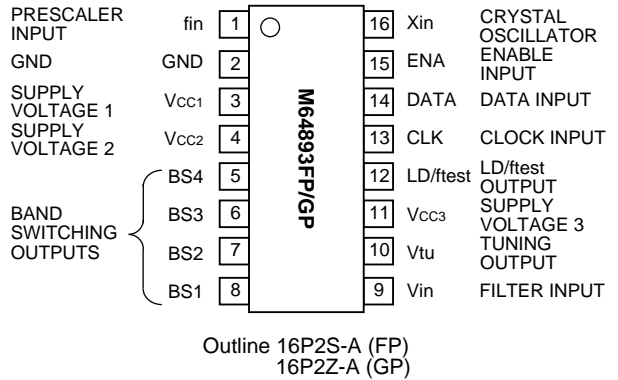 PRESCALER INPUT fin 1 16 Xin CRYSTAL OSCILLATOR
GND GND 2 15 ENA ENABLE INPUT
SUPPLY VOLTAGE 1 VCC1 3 14 DATA DATA INPUT
SUPPLY VOLTAGE 2 VCC2 4 13 CLK CLOCK INPUT
BS4 5 12 LD/ftest LD/ftest OUTPUT
BAND SWITCHING OUTPUTS BS3 6 11 VCC3 SUPPLY VOLTAGE 3
BS2 7 10 Vtu TUNING OUTPUT
BS1 8 9 Vin FILTER INPUT
M64893FP/GP
Outline 16P2S-A (FP)
16P2Z-A (GP)